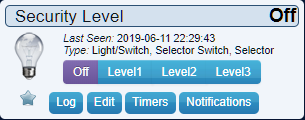 Security Level Off
Last Seen: 2019-06-11 22:29:43
Type: Light/Switch, Selector Switch, Selector
Off Level1 Level2 Level3
Log Edit Timers Notifications